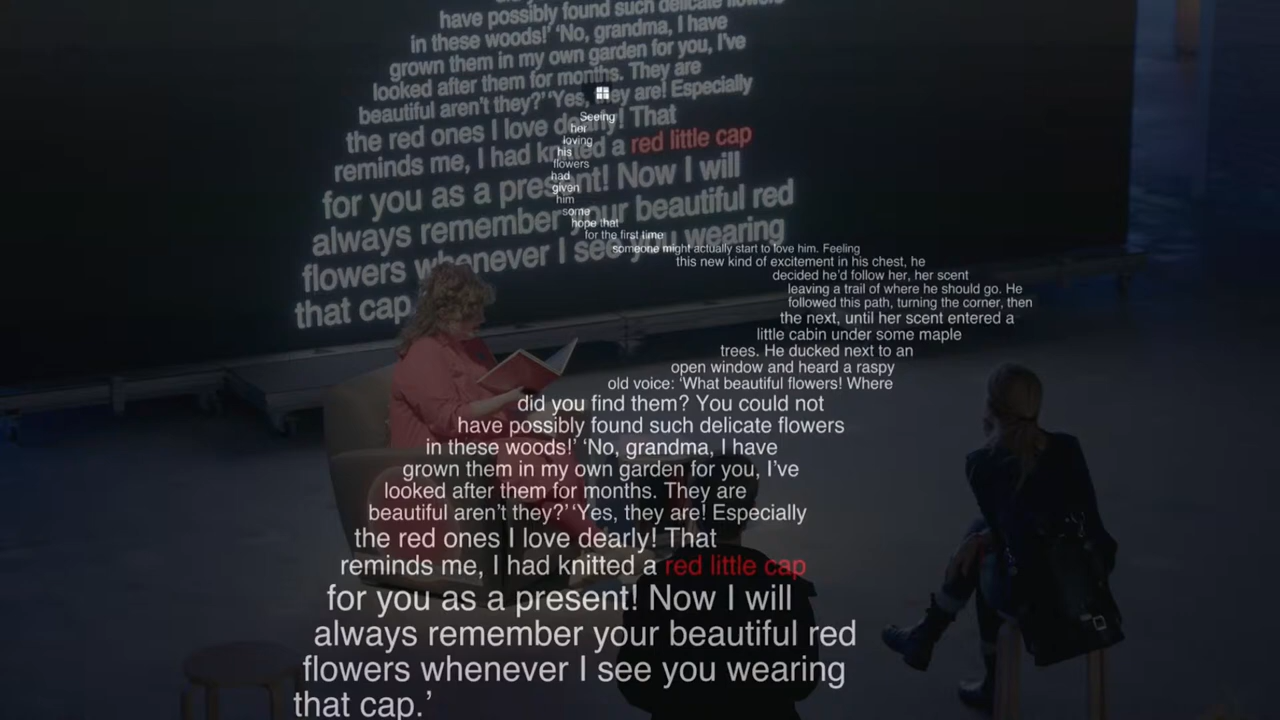 have possibly found such delicate flowers
in these woods!’ ‘No, grandma, I have
grown them in my own garden for you, I’ve
looked after them for months. They are
beautiful aren’t they?’ ‘Yes, they are! Especially
the red ones I love dearly! That
reminds me, I had knitted a red little cap
for you as a present! Now I will
always remember your beautiful red
flowers whenever I see you wearing
that cap.
Seeing
her
loving
his
flowers
had
given
him
some
hope that
for the first time
someone might actually start to love him. Feeling
this new kind of excitement in his chest, he
decided he’d follow her, her scent
leaving a trail of where he should go. He
followed this path, turning the corner, then
the next, until her scent entered a
little cabin under some maple
trees. He ducked next to an
open window and heard a raspy
old voice: ‘What beautiful flowers! Where
did you find them? You could not
have possibly found such delicate flowers
in these woods!’ ‘No, grandma, I have
grown them in my own garden for you, I’ve
looked after them for months. They are
beautiful aren’t they?’ ‘Yes, they are! Especially
the red ones I love dearly! That
reminds me, I had knitted a red little cap
for you as a present! Now I will
always remember your beautiful red
flowers whenever I see you wearing
that cap.’